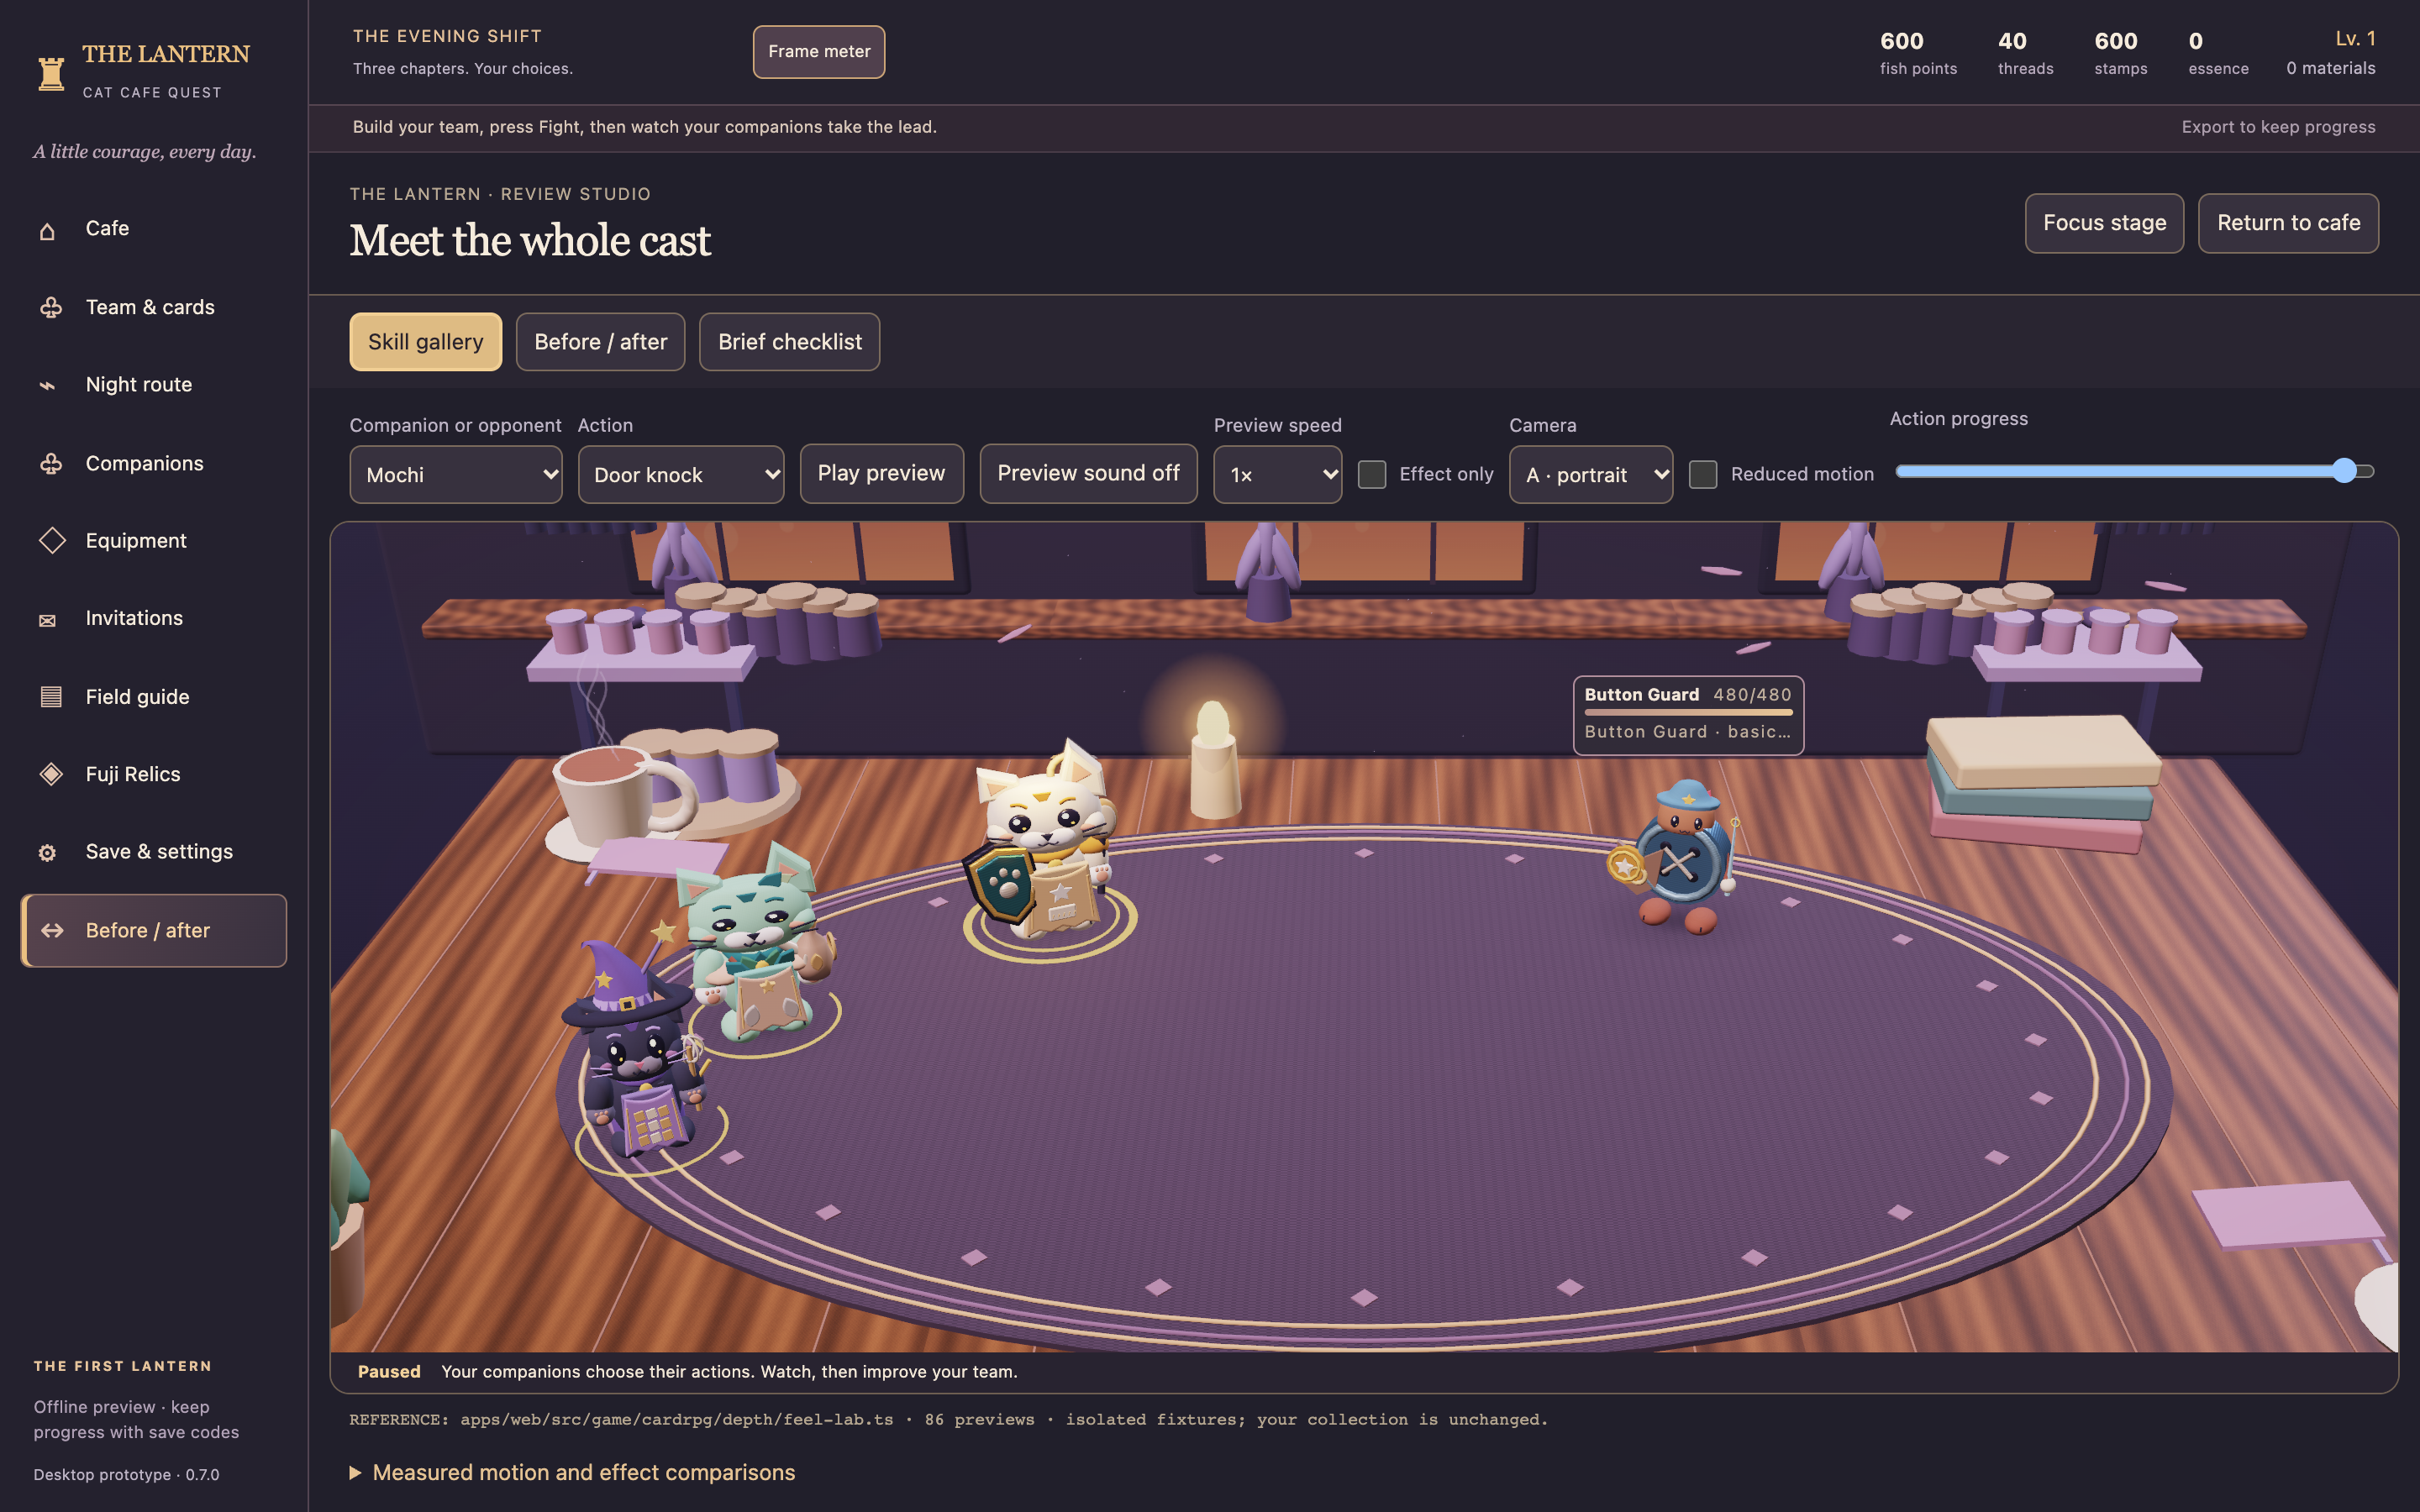 THE LANTERN
CAT CAFE QUEST
A little courage, every day.
Cafe
Team & cards
Night route
Companions
Equipment
Invitations
Field guide
Fuji Relics
Save & settings
Before / after
THE FIRST LANTERN
Offline preview · keep
progress with save codes
Desktop prototype · 0.7.0
THE EVENING SHIFT
Three chapters. Your choices.
Frame meter
600 fish points
40 threads
600 stamps
0 essence
Lv. 1
0 materials
Build your team, press Fight, then watch your companions take the lead.
Export to keep progress
THE LANTERN · REVIEW STUDIO
Meet the whole cast
Focus stage
Return to cafe
Skill gallery
Before / after
Brief checklist
Companion or opponent
Mochi
Action
Door knock
Play preview
Preview sound off
Preview speed
1x
Effect only
Camera
A · portrait
Reduced motion
Action progress
Button Guard 480/480
Button Guard · basic…
Paused Your companions choose their actions. Watch, then improve your team.
REFERENCE: apps/web/src/game/cardrpg/depth/feel-lab.ts · 86 previews · isolated fixtures; your collection is unchanged.
Measured motion and effect comparisons